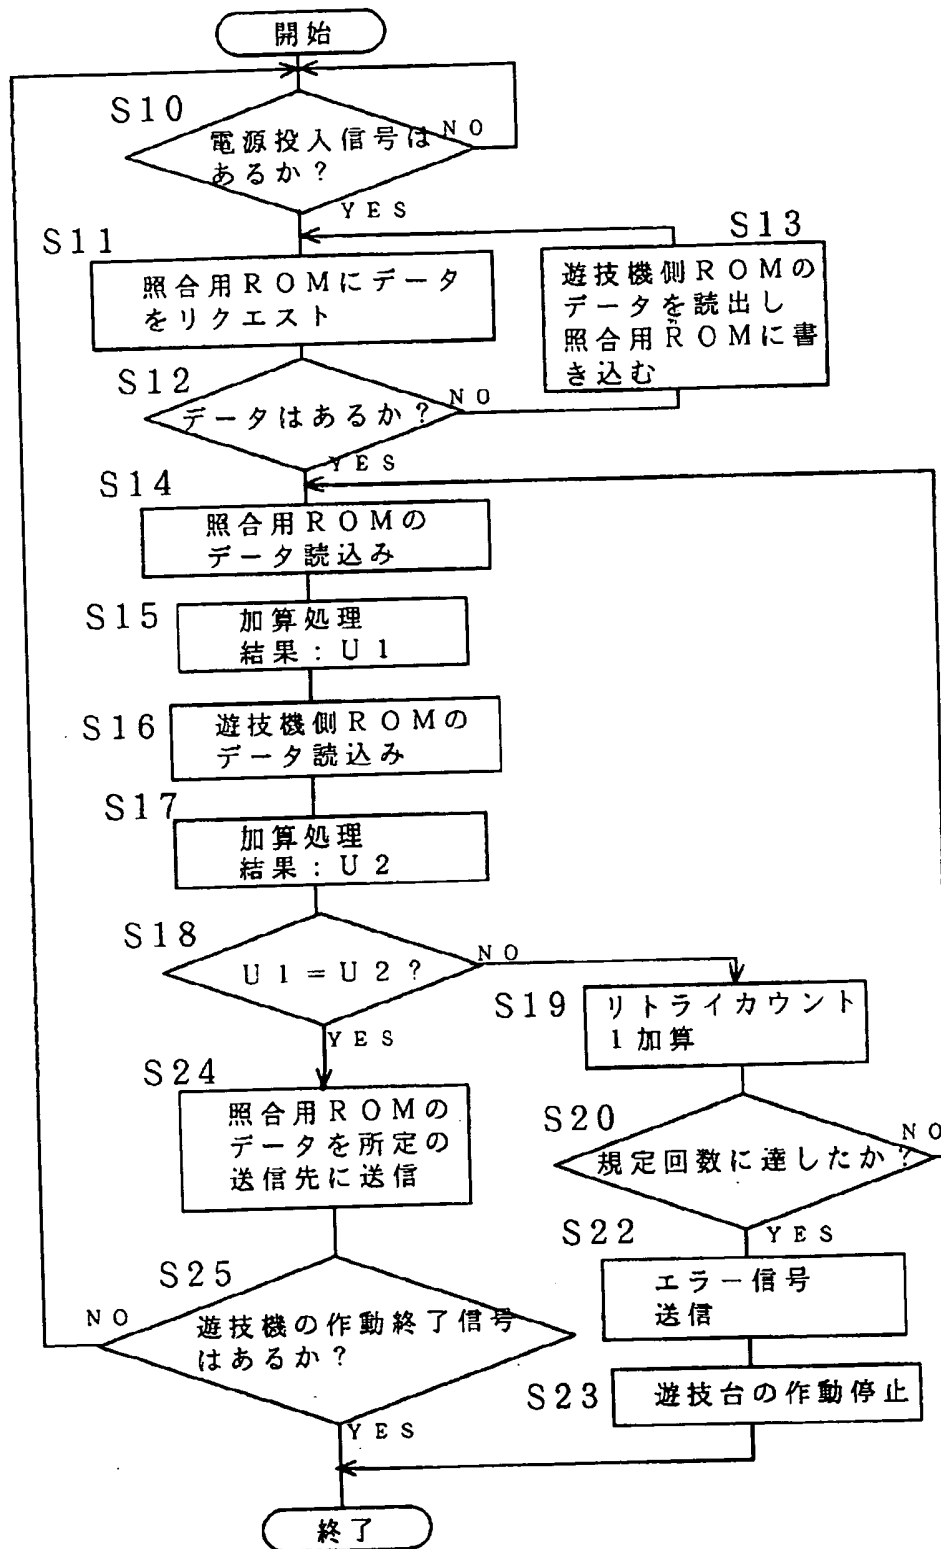 開始
S10
電源投入信号は
あるか？
NO
YES
S11
照合用ROMにデータ
をリクエスト
S13
遊技機側ROMの
データを読出し
照合用ROMに書
き込む
S12
データはあるか？
NO
YES
S14
照合用ROMの
データ読込み
S15
加算処理
結果：U1
S16
遊技機側ROMの
データ読込み
S17
加算処理
結果：U2
S18
U1＝U2？
NO
YES
S19
リトライカウント
1加算
S20
規定回数に達したか？
NO
YES
S22
エラー信号
送信
S23
遊技台の作動停止
S24
照合用ROMの
データを所定の
送信先に送信
S25
遊技機の作動終了信号
はあるか？
NO
YES
終了